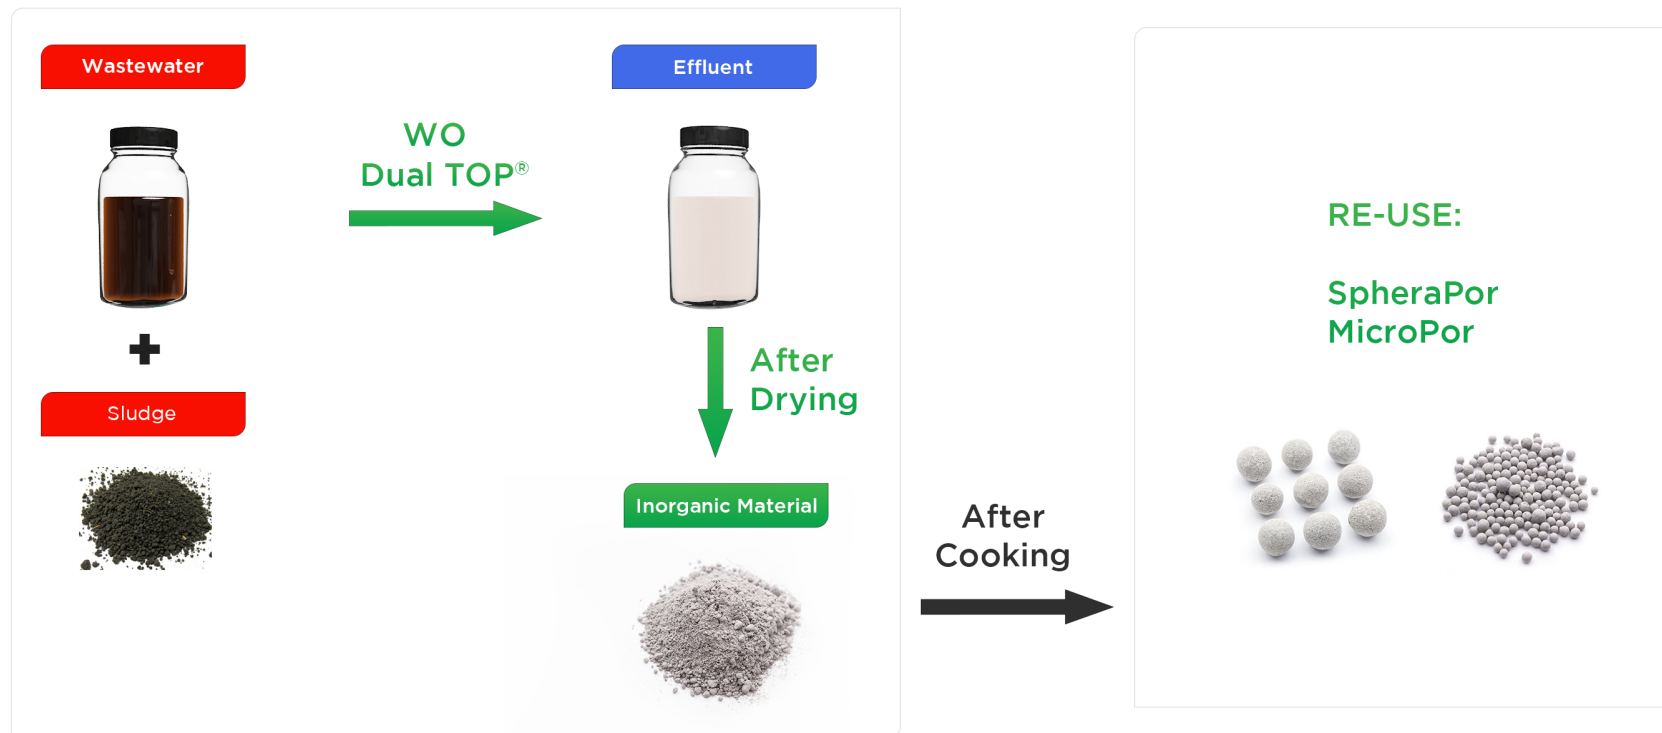 Wastewater
Effluent
WO
Dual TOP®
RE-USE:
SpheraPor
MicroPor
After
Drying
Sludge
Inorganic Material
After
Cooking